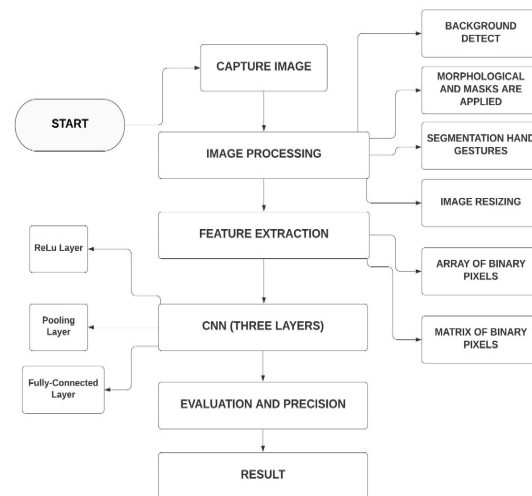 BACKGROUND
DETECT
CAPTURE IMAGE
MORPHOLOGICAL
AND MASKS ARE
APPLIED
START
SEGMENTATION HAND
GESTURES
IMAGE PROCESSING
IMAGE RESIZING
FEATURE EXTRACTION
ReLu Layer
ARRAY OF BINARY
PIXELS
CNN (THREE LAYERS)
Pooling
Layer
MATRIX OF BINARY
PIXELS
Fully-Connected
Layer
EVALUATION AND PRECISION
RESULT